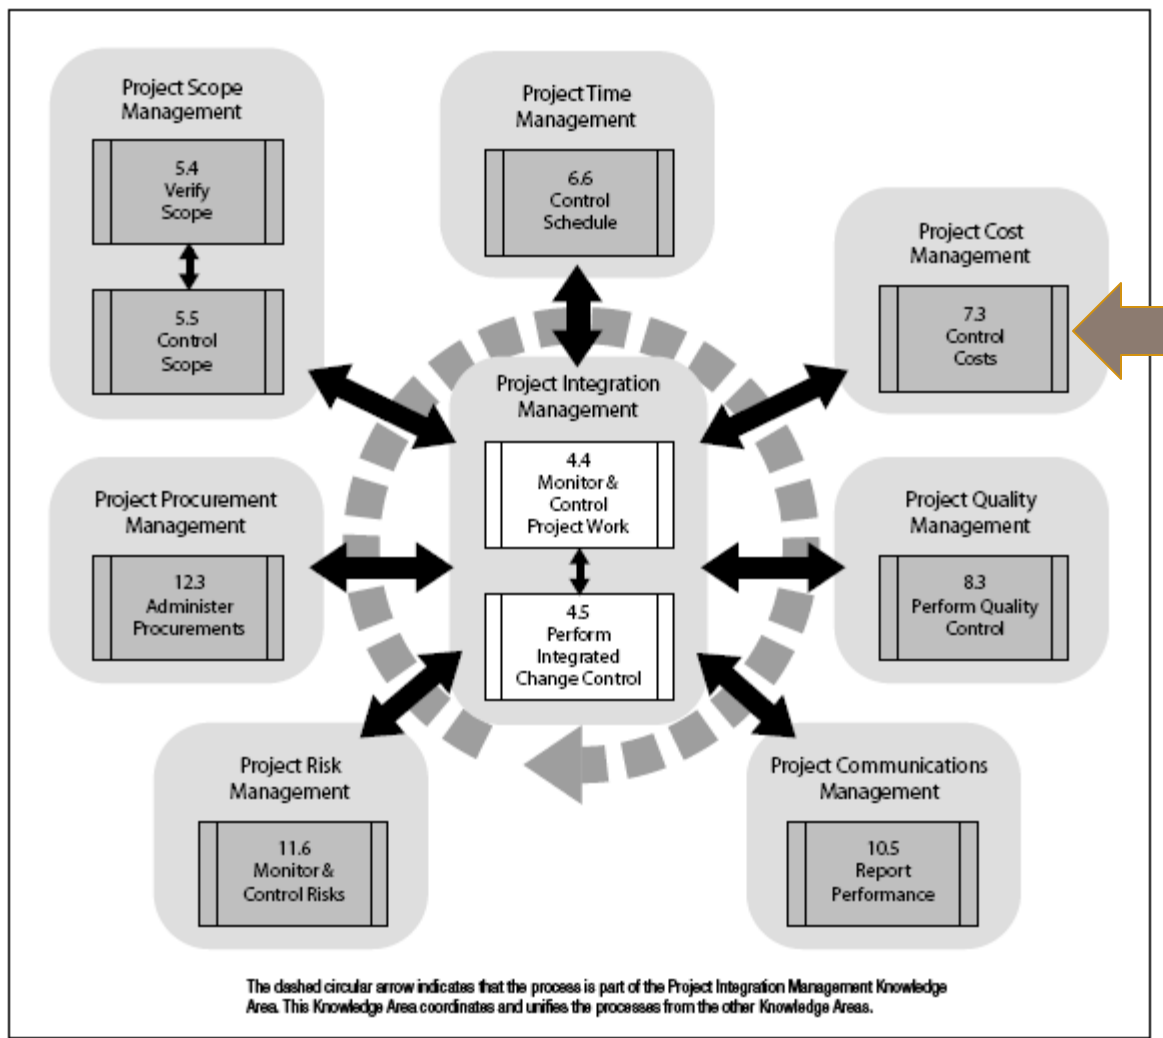 Project Scope
Management
5.4
Verify
Scope
5.5
Control
Scope
Project Time
Management
6.6
Control
Schedule
Project Cost
Management
7.3
Control
Costs
Project Integration
Management
4.4
Monitor &
Control
Project Work
4.5
Perform
Integrated
Change Control
Project Procurement
Management
12.3
Administer
Procurements
Project Quality
Management
8.3
Perform Quality
Control
Project Risk
Management
11.6
Monitor &
Control Risks
Project Communications
Management
10.5
Report
Performance
The dashed circular arrow indicates that the process is part of the Project Integration Management Knowledge
Area. This Knowledge Area coordinates and unifies the processes from the other Knowledge Areas.